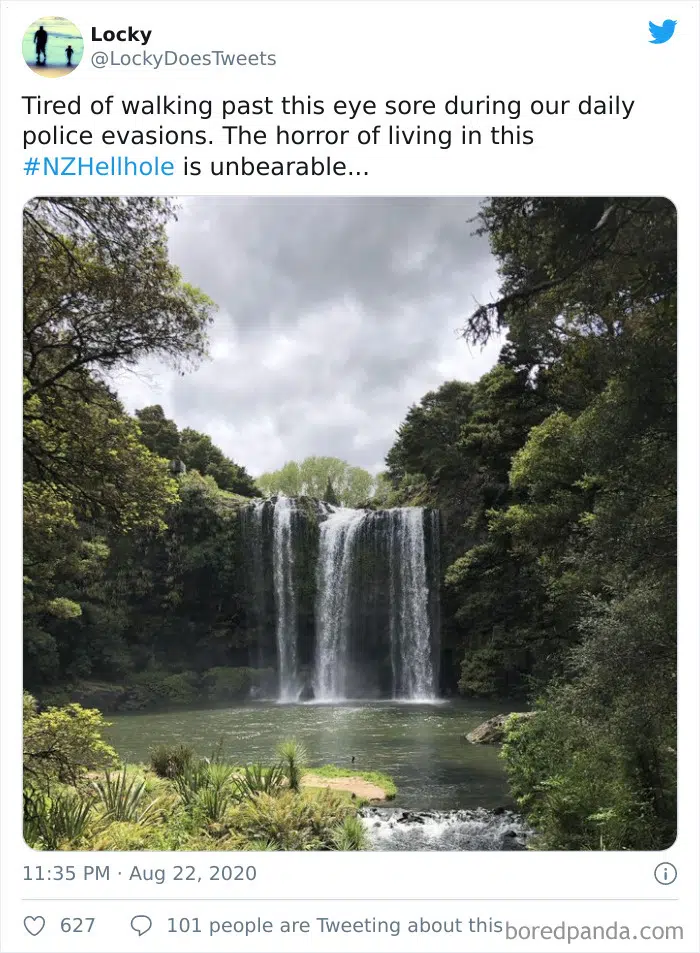 Locky
@LockyDoesTweets
Tired of walking past this eye sore during our daily
police evasions. The horror of living in this
#NZHellhole is unbearable...
11:35 PM · Aug 22, 2020
627
101 people are Tweeting about this
boredpanda.com